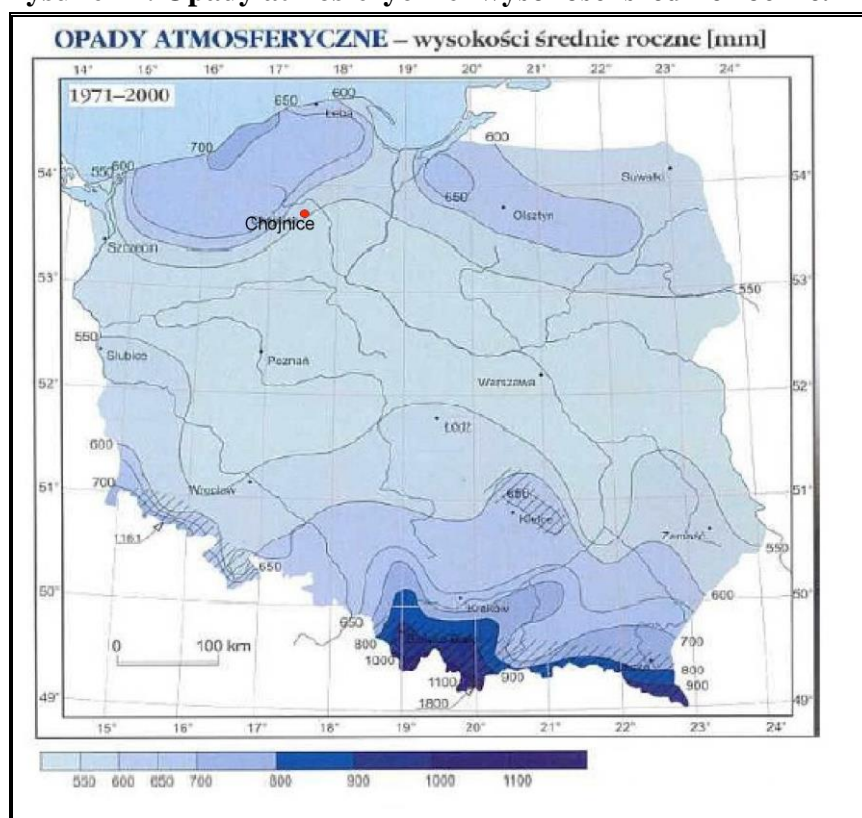 OPADY ATMOSFERYCZNE – wysokości średnie roczne [mm]
14° 15° 16° 17° 18° 19° 20° 21° 22° 23° 24°
1971–2000
650
600
Łeba
700
600
550 600
54°
54°
Suwałki
650
Olsztyn
Chojnice
Szczecin
53°
53°
550
550
Słubice
Poznań
Warszawa
52°
52°
Łódź
600
700
Wrocław
51°
51°
650
Kielce
Zamość
550
650
50°
50°
600
Kraków
650
0 100 km
700
800
800
1000
900
900
1100
1800
49°
49°
15° 16° 17° 18° 19° 20° 21° 22° 23° 24°
550 600 650 700 800 900 1000 1100